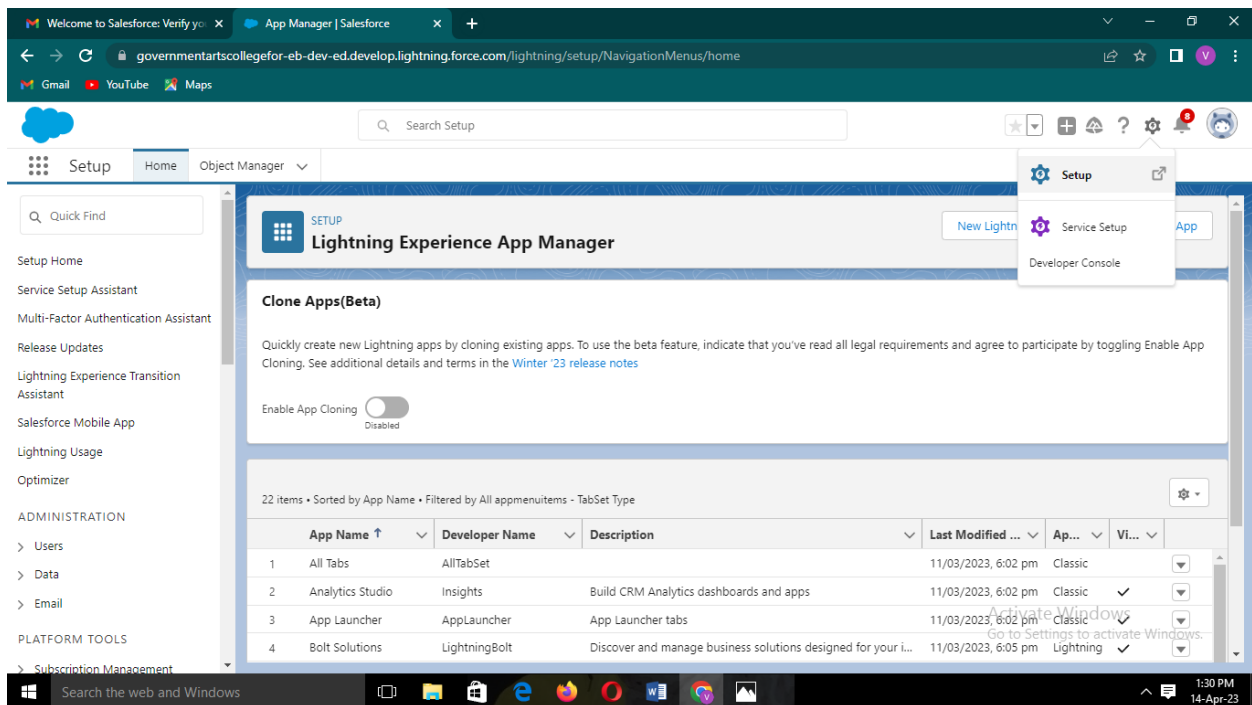 Welcome to Salesforce: Verify yo
App Manager | Salesforce
governmentartscollegefor-eb-dev-ed.develop.lightning.force.com/lightning/setup/NavigationMenus/home
V
Gmail YouTube Maps
Search Setup
8
Setup Home Object Manager
Setup
Service Setup
Developer Console
Quick Find
Setup Home
Service Setup Assistant
Multi-Factor Authentication Assistant
Release Updates
Lightning Experience Transition
Assistant
Salesforce Mobile App
Lightning Usage
Optimizer
ADMINISTRATION
Users
Data
Email
PLATFORM TOOLS
Subscription Management
SETUP
Lightning Experience App Manager
New Lightn App
Clone Apps(Beta)
Quickly create new Lightning apps by cloning existing apps. To use the beta feature, indicate that you've read all legal requirements and agree to participate by toggling Enable App
Cloning. See additional details and terms in the Winter '23 release notes
Enable App Cloning
Disabled
22 items • Sorted by App Name • Filtered by All appmenuitems - TabSet Type
App Name ↑ Developer Name Description Last Modified ... Ap... Vi...
1 All Tabs AllTabSet 11/03/2023, 6:02 pm Classic
2 Analytics Studio Insights Build CRM Analytics dashboards and apps 11/03/2023, 6:02 pm Classic ✓
3 App Launcher AppLauncher App Launcher tabs 11/03/2023, 6:02 pm Classic ✓
4 Bolt Solutions LightningBolt Discover and manage business solutions designed for your i... 11/03/2023, 6:05 pm Lightning ✓
Activate Windows
Go to Settings to activate Windows.
Search the web and Windows
1:30 PM
14-Apr-23